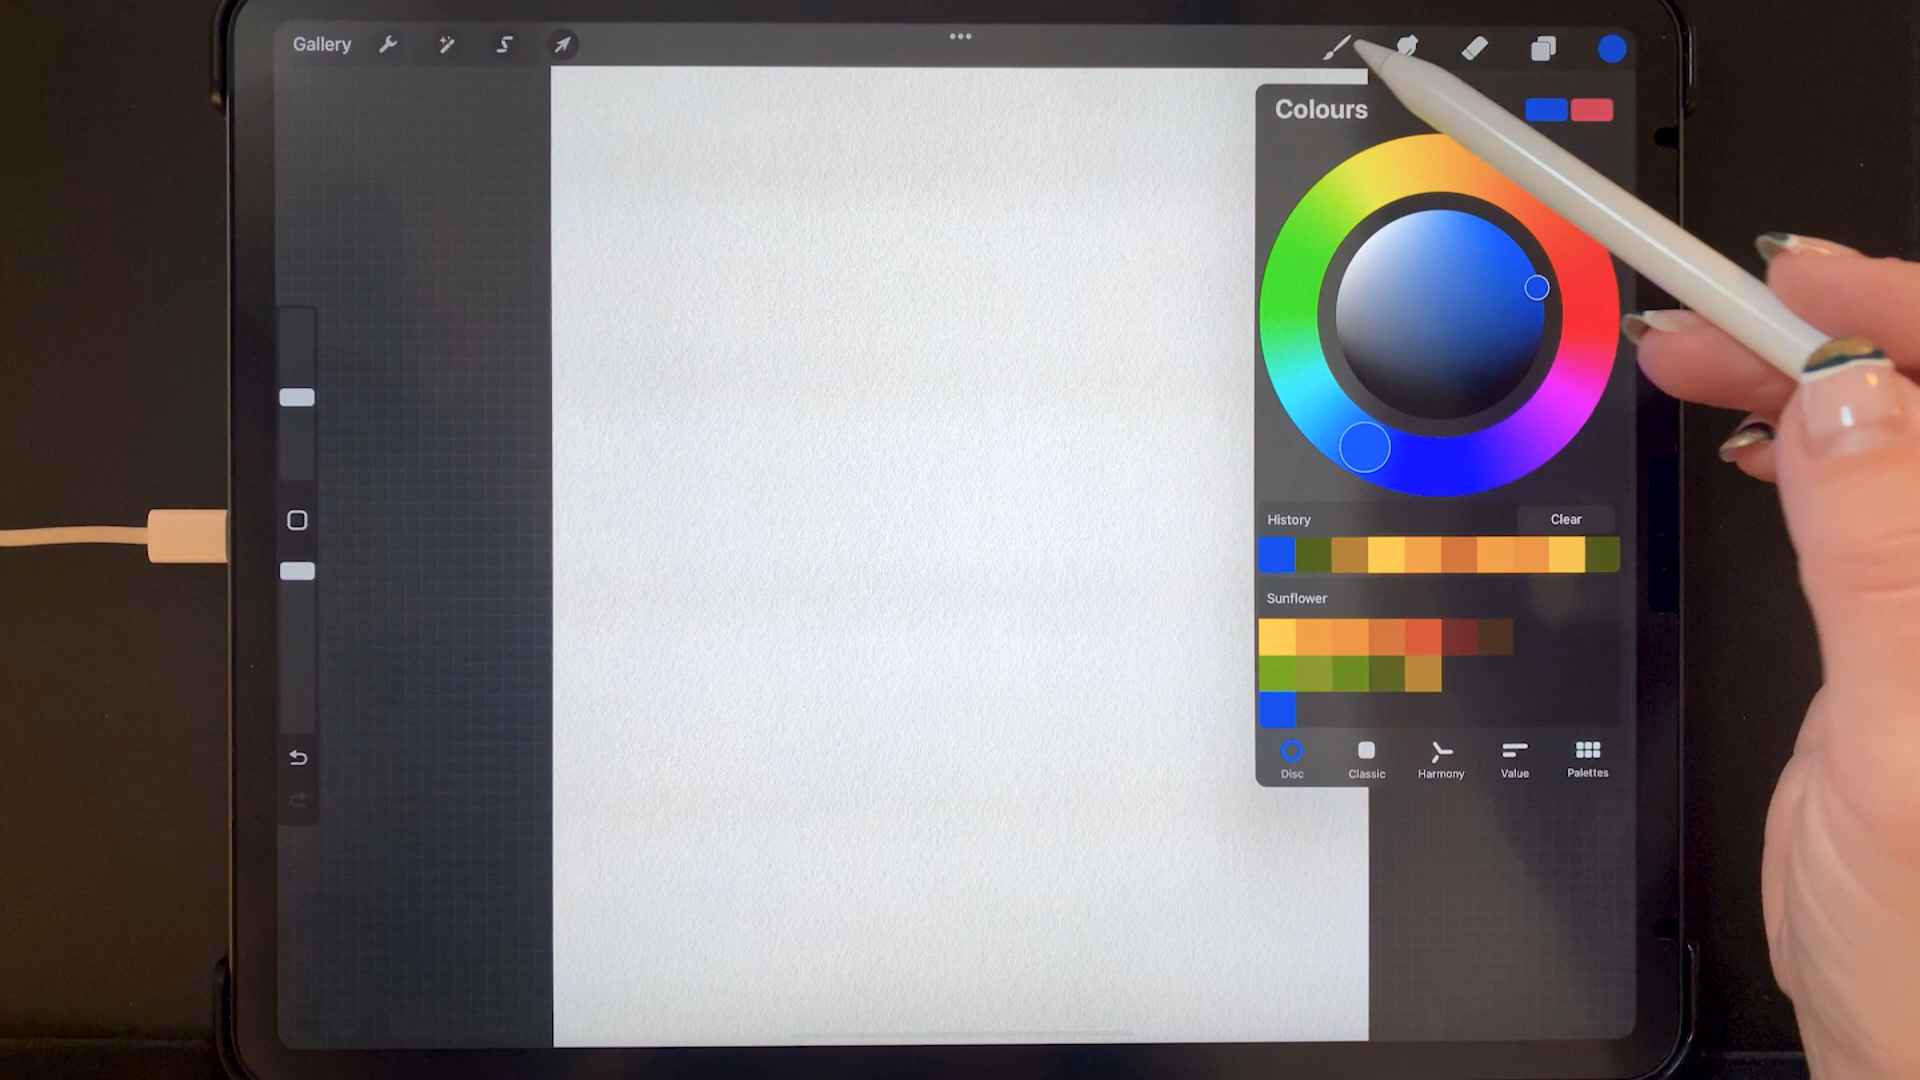 Gallery
Colours
History
Clear
Sunflower
Disc
Classic
Harmony
Value
Palettes